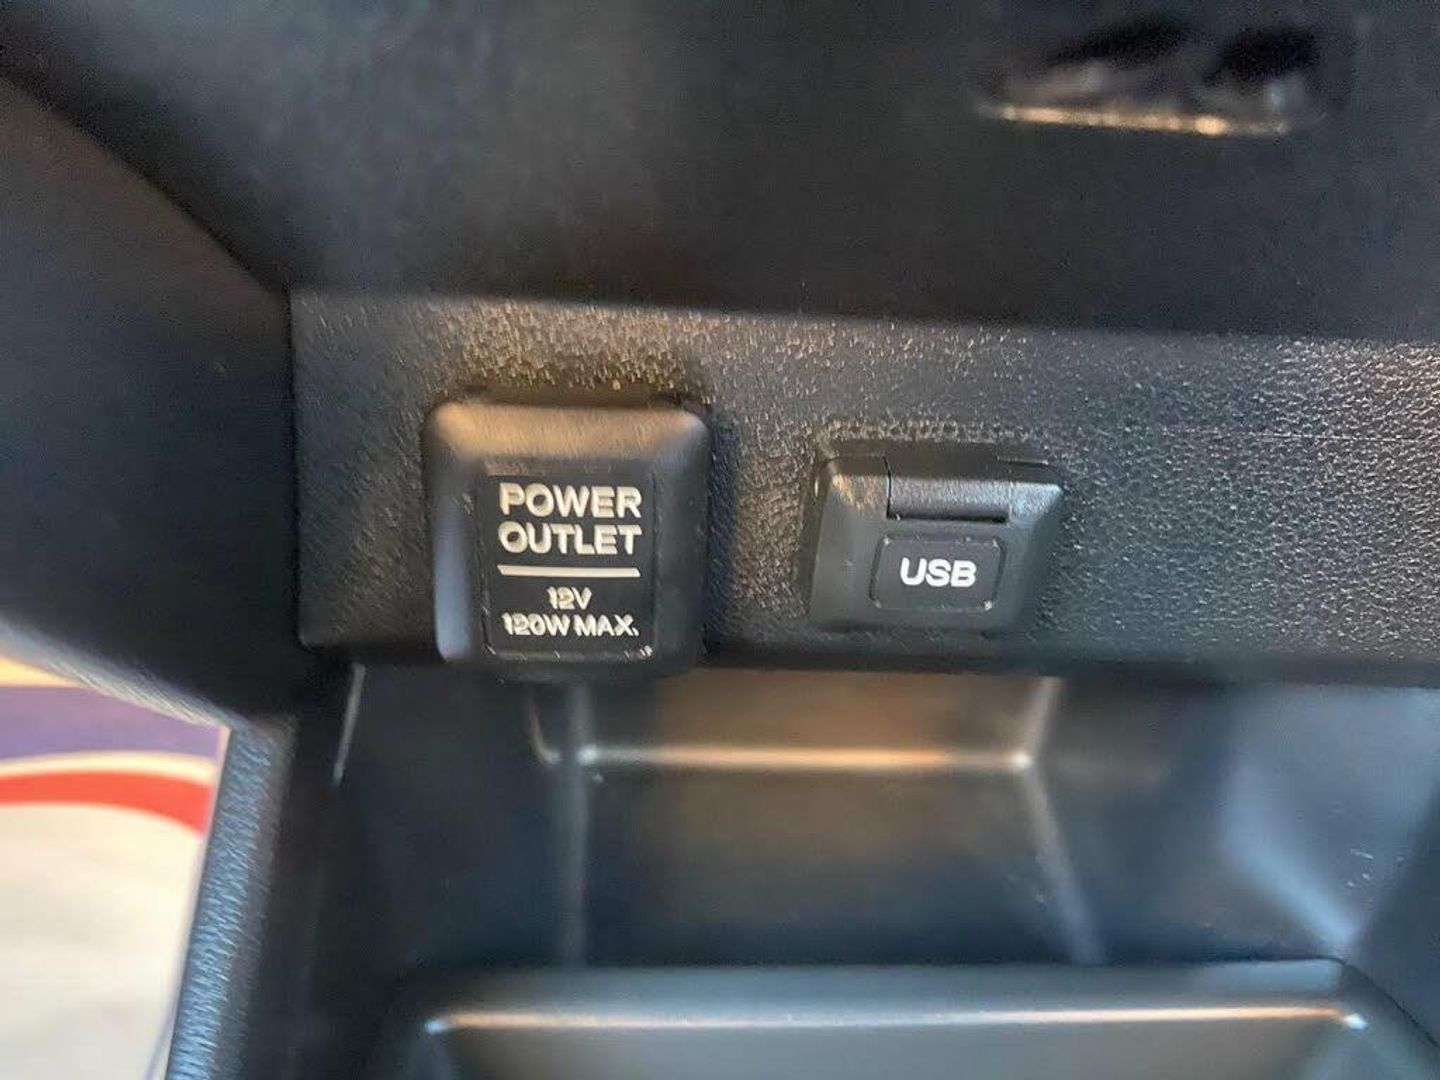 POWER
OUTLET
12V
120W MAX.
USB